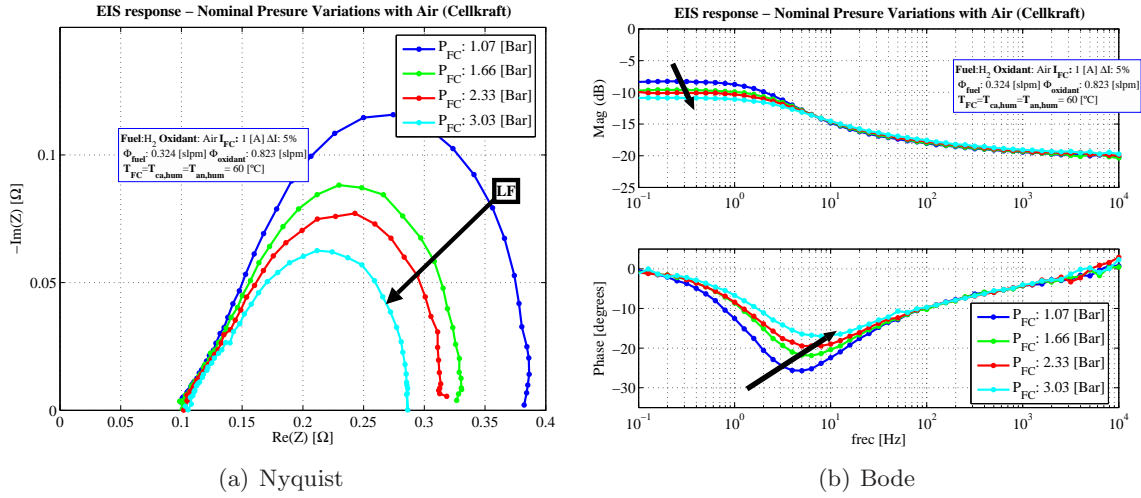 EIS response – Nominal Presure Variations with Air (Cellkraft)
P_FC: 1.07 [Bar]
P_FC: 1.66 [Bar]
P_FC: 2.33 [Bar]
P_FC: 3.03 [Bar]
Fuel:H_2 Oxidant: Air I_FC: 1 [A] ΔI: 5%
Φ_fuel: 0.324 [slpm] Φ_oxidant: 0.823 [slpm]
T_FC=T_ca,hum=T_an,hum= 60 [ºC]
LF
−Im(Z) [Ω]
0.1
0.05
0
0 0.05 0.1 0.15 0.2 0.25 0.3 0.35 0.4
Re(Z) [Ω]
(a) Nyquist
EIS response – Nominal Presure Variations with Air (Cellkraft)
Mag (dB)
0
−5
−10
−15
−20
−25
Fuel:H_2 Oxidant: Air I_FC: 1 [A] ΔI: 5%
Φ_fuel: 0.324 [slpm] Φ_oxidant: 0.823 [slpm]
T_FC=T_ca,hum=T_an,hum= 60 [ºC]
10^−1 10^0 10^1 10^2 10^3 10^4
Phase [degrees]
0
−10
−20
−30
P_FC: 1.07 [Bar]
P_FC: 1.66 [Bar]
P_FC: 2.33 [Bar]
P_FC: 3.03 [Bar]
10^−1 10^0 10^1 10^2 10^3 10^4
frec [Hz]
(b) Bode